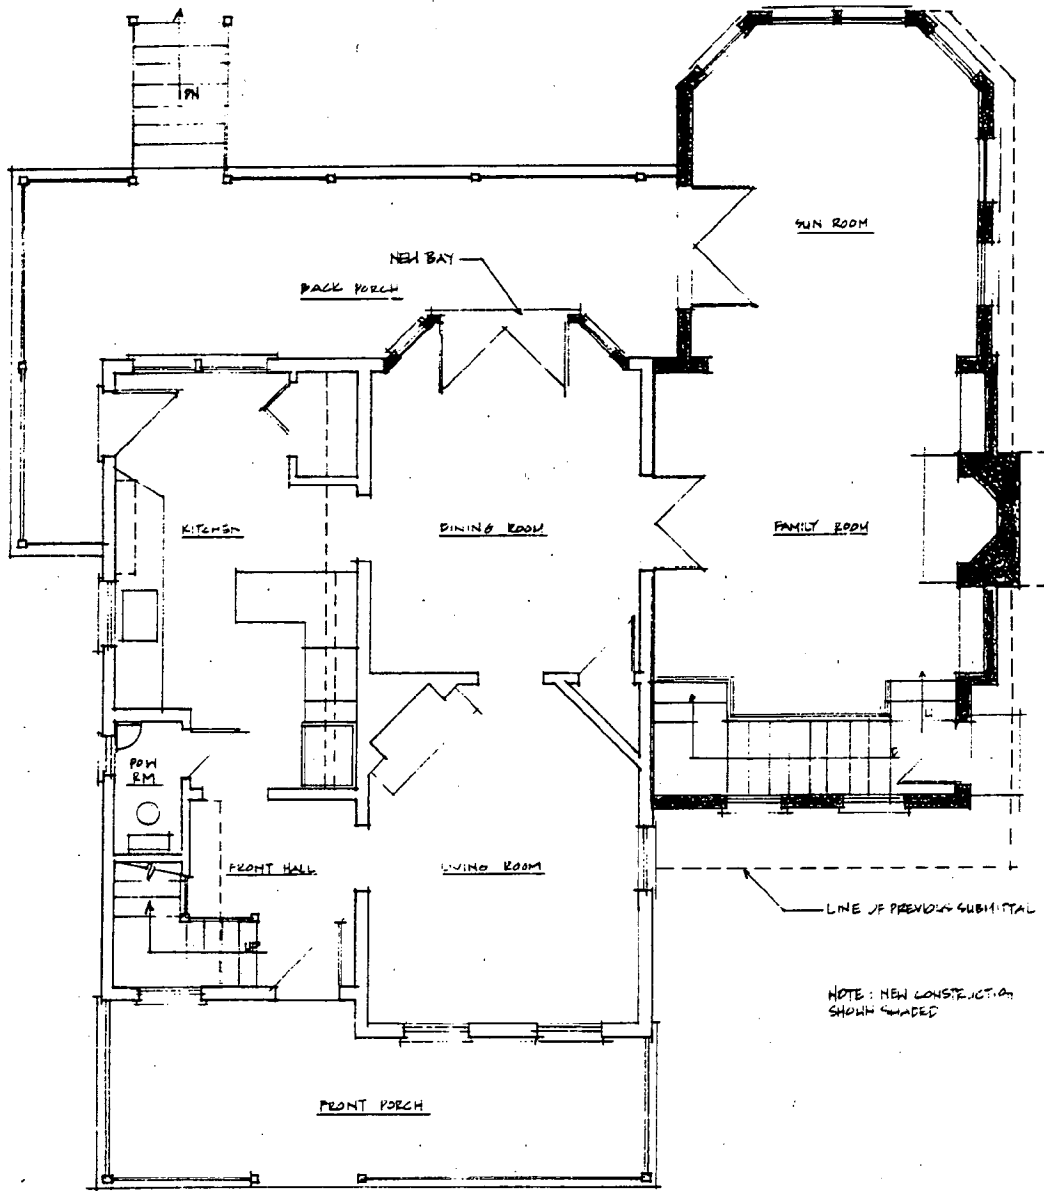 DN
SUN ROOM
NEW BAY
BACK PORCH
KITCHEN
DINING ROOM
FAMILY ROOM
POW
RM
FRONT HALL
LIVING ROOM
LINE OF PREVIOUS SUBMITTAL
UP
NOTE: NEW CONSTRUCTION
SHOWN SHADED
FRONT PORCH